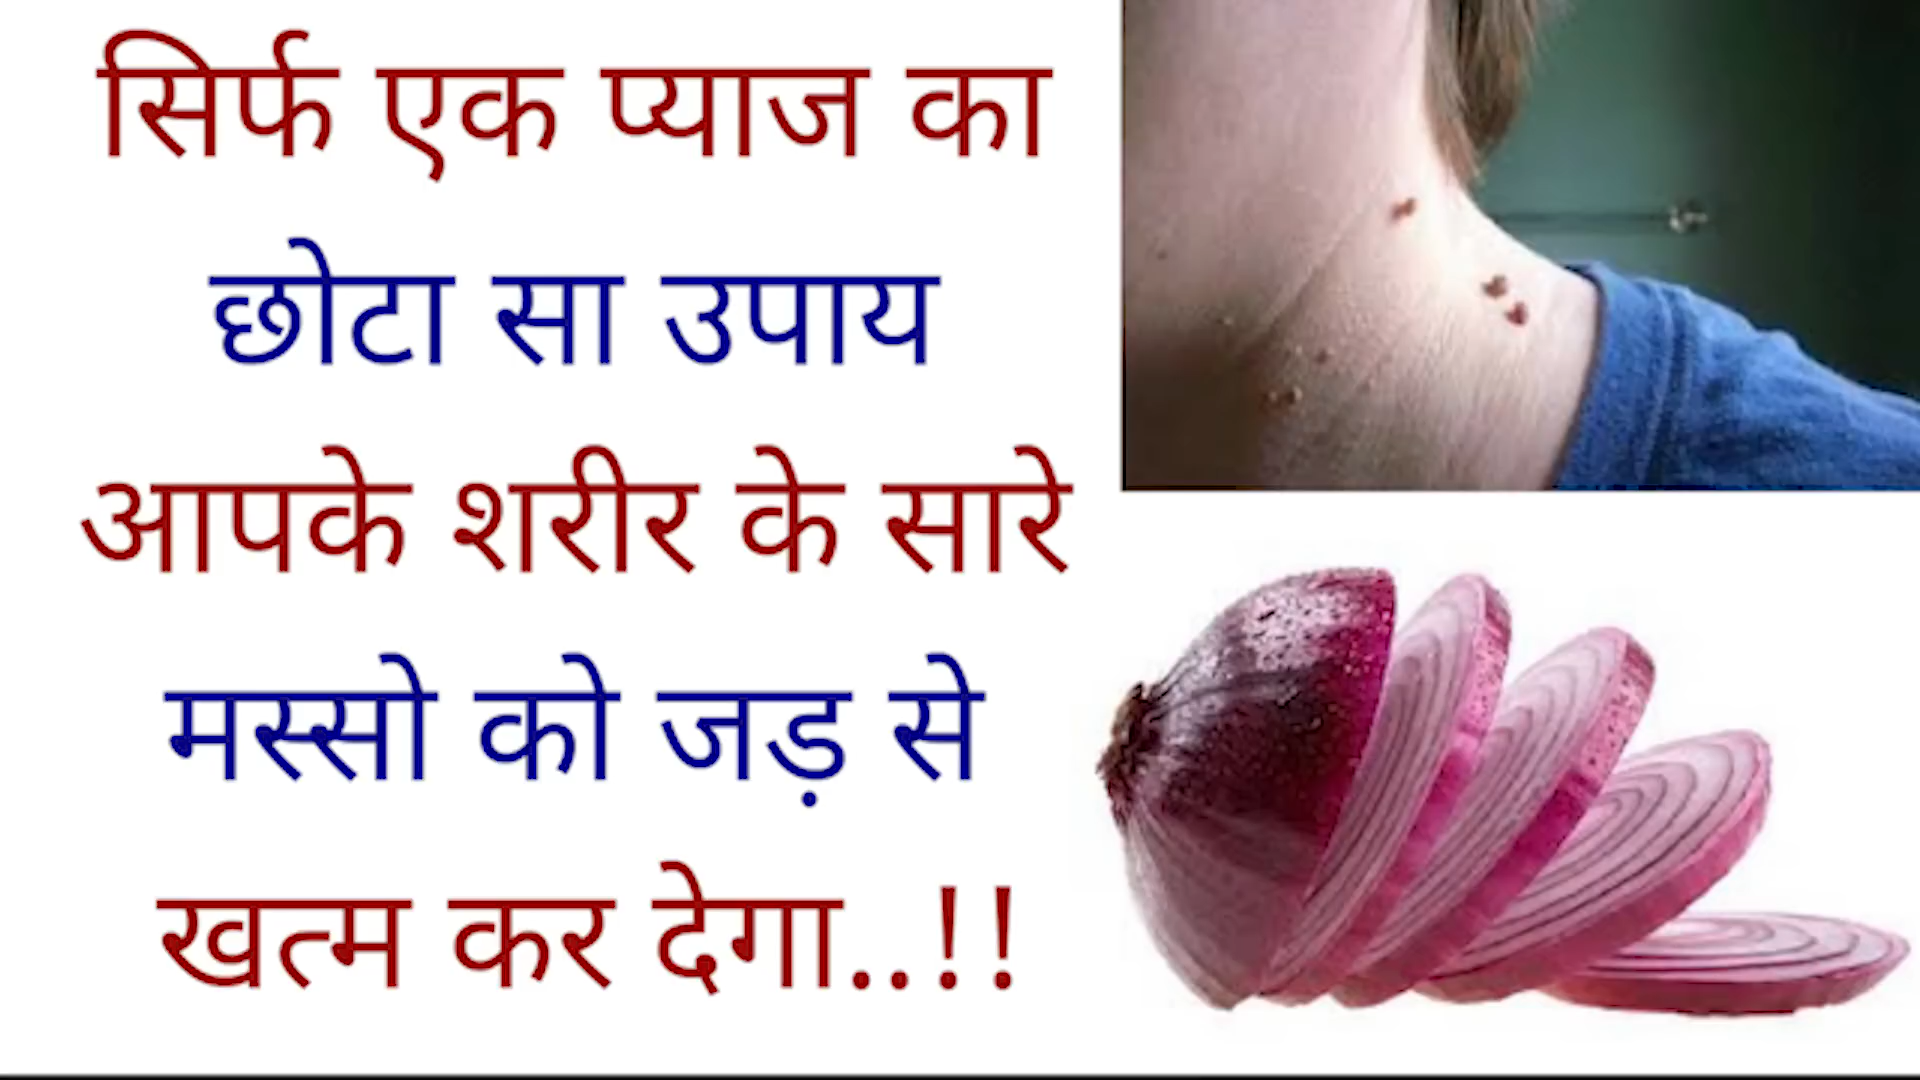 सिर्फ एक प्याज का
छोटा सा उपाय
आपके शरीर के सारे
मस्सो को जड़ से
खत्म कर देगा..!!